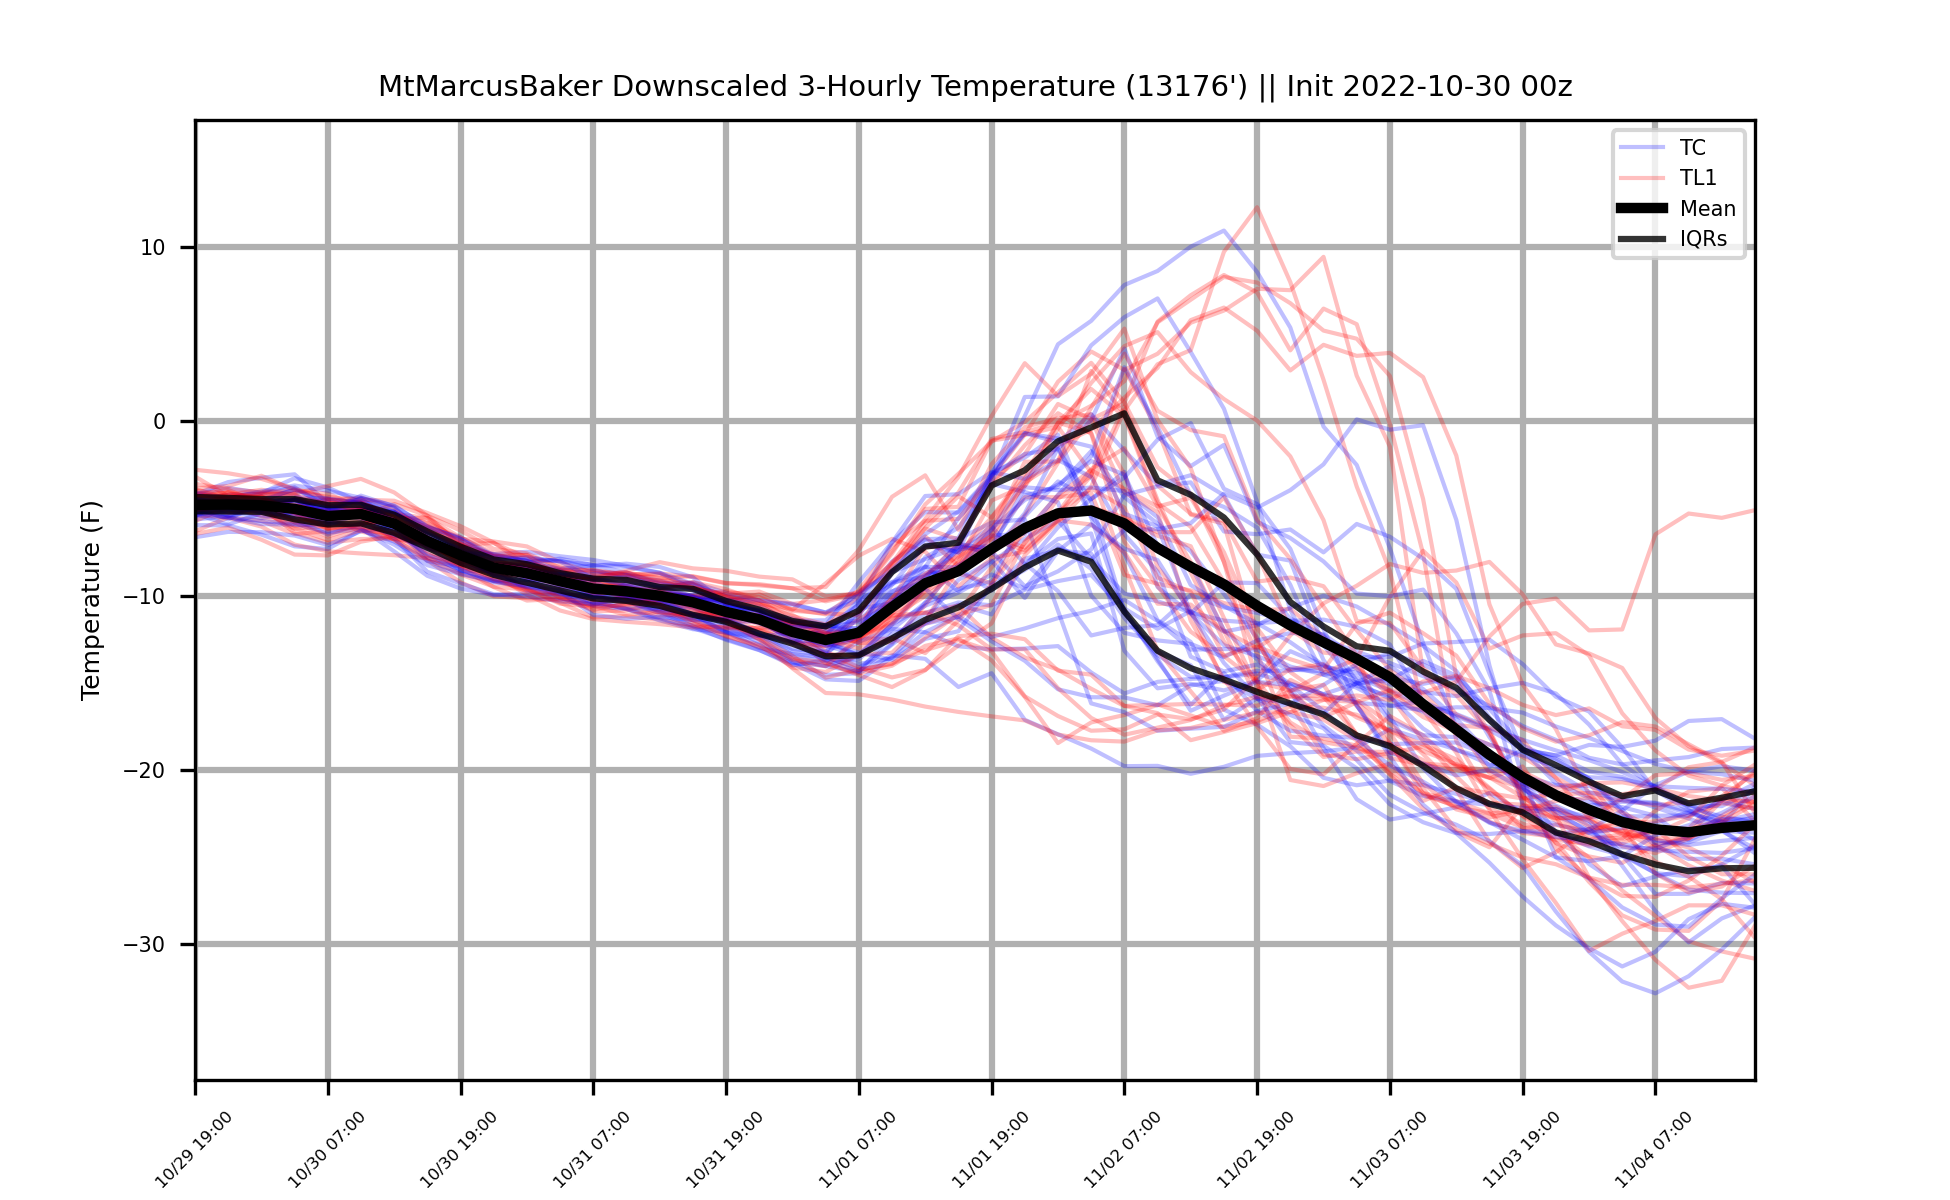 MtMarcusBaker Downscaled 3-Hourly Temperature (13176') || Init 2022-10-30 00z
TC
TL1
Mean
IQRs
Temperature (F)
10
0
−10
−20
−30
10/29 19:00
10/30 07:00
10/30 19:00
10/31 07:00
10/31 19:00
11/01 07:00
11/01 19:00
11/02 07:00
11/02 19:00
11/03 07:00
11/03 19:00
11/04 07:00